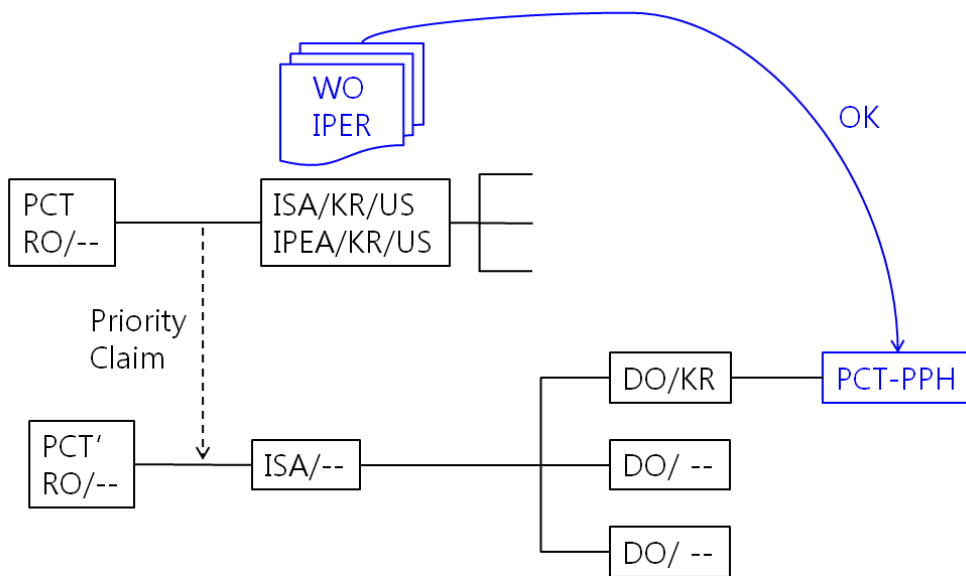 WO
IPER
OK
PCT
RO/--
ISA/KR/US
IPEA/KR/US
Priority
Claim
DO/KR
PCT-PPH
PCT‘
RO/--
ISA/--
DO/ --
DO/ --